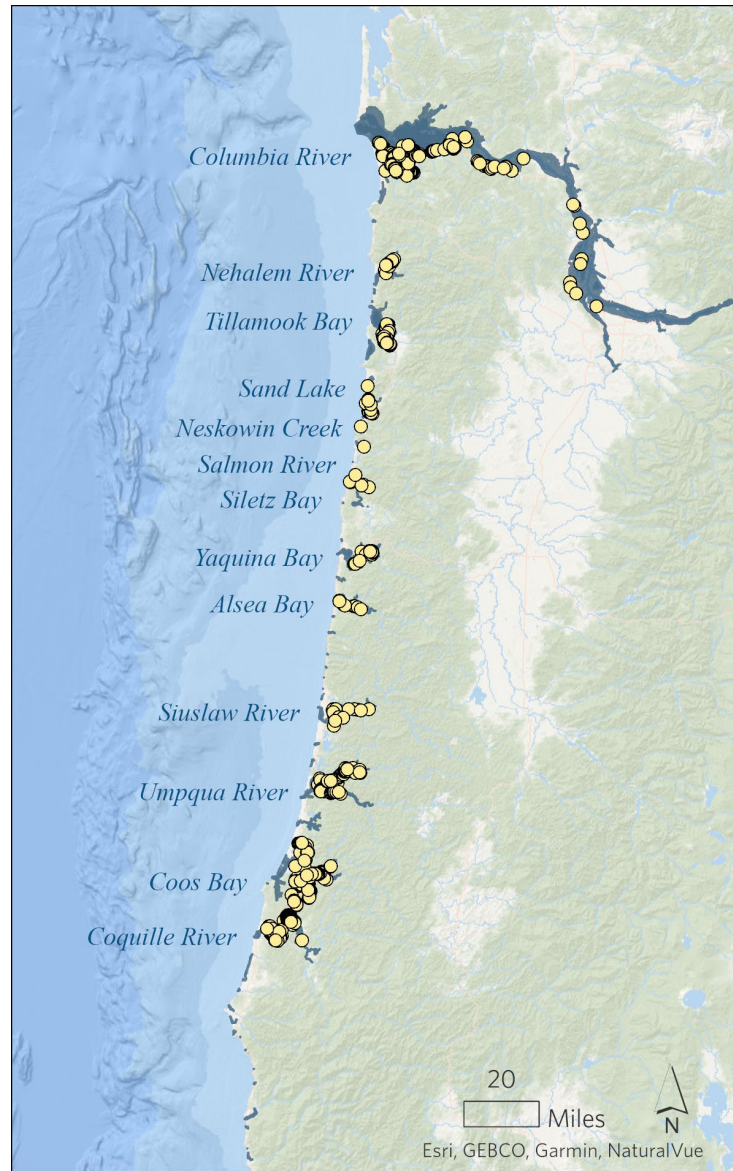 Columbia River
Nehalem River
Tillamook Bay
Sand Lake
Neskowin Creek
Salmon River
Siletz Bay
Yaquina Bay
Alsea Bay
Siuslaw River
Umpqua River
Coos Bay
Coquille River
20
Miles
N
Esri, GEBCO, Garmin, NaturalVue